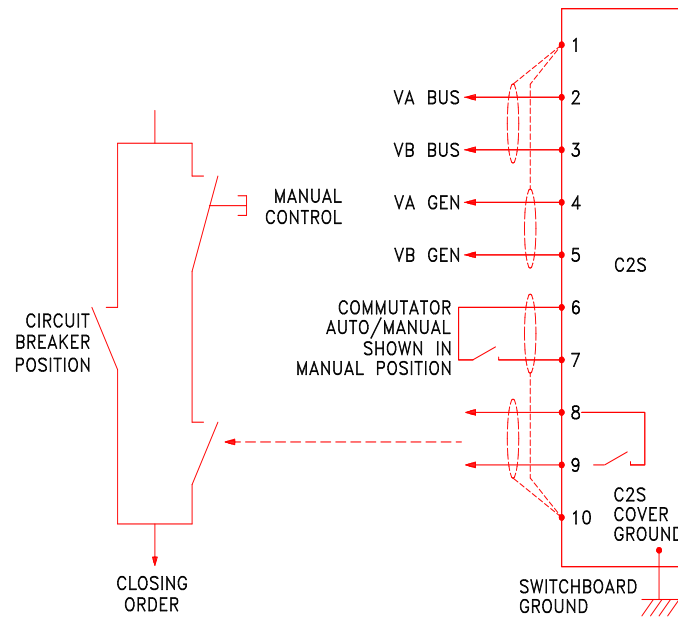 1
VA BUS
2
VB BUS
3
MANUAL
CONTROL
VA GEN
4
VB GEN
5
C2S
CIRCUIT
BREAKER
POSITION
COMMUTATOR
AUTO/MANUAL
SHOWN IN
MANUAL POSITION
6
7
8
9
10
C2S
COVER
GROUND
CLOSING
ORDER
SWITCHBOARD
GROUND